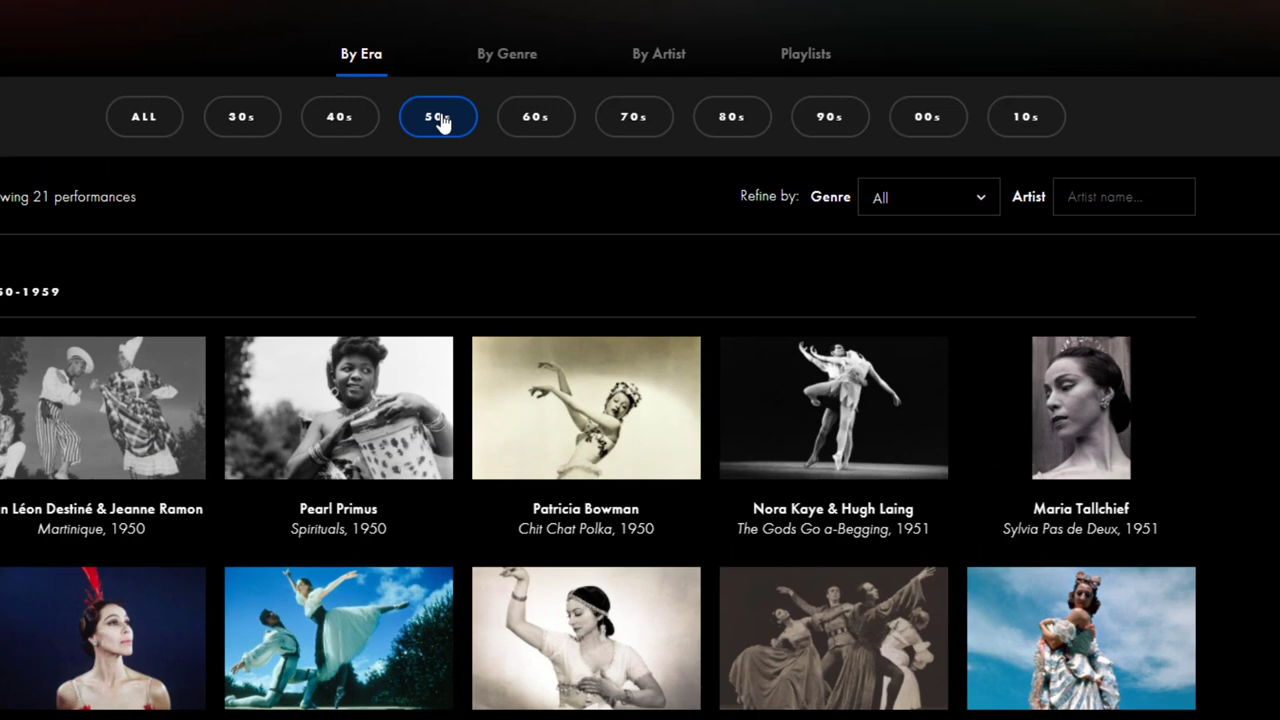 By Era By Genre By Artist Playlists
ALL 30s 40s 50s 60s 70s 80s 90s 00s 10s
wing 21 performances Refine by: Genre All Artist Artist name...
50-1959
n Léon Destiné & Jeanne Ramon Pearl Primus Patricia Bowman Nora Kaye & Hugh Laing Maria Tallchief
Martinique, 1950 Spirituals, 1950 Chit Chat Polka, 1950 The Gods Go a-Begging, 1951 Sylvia Pas de Deux, 1951